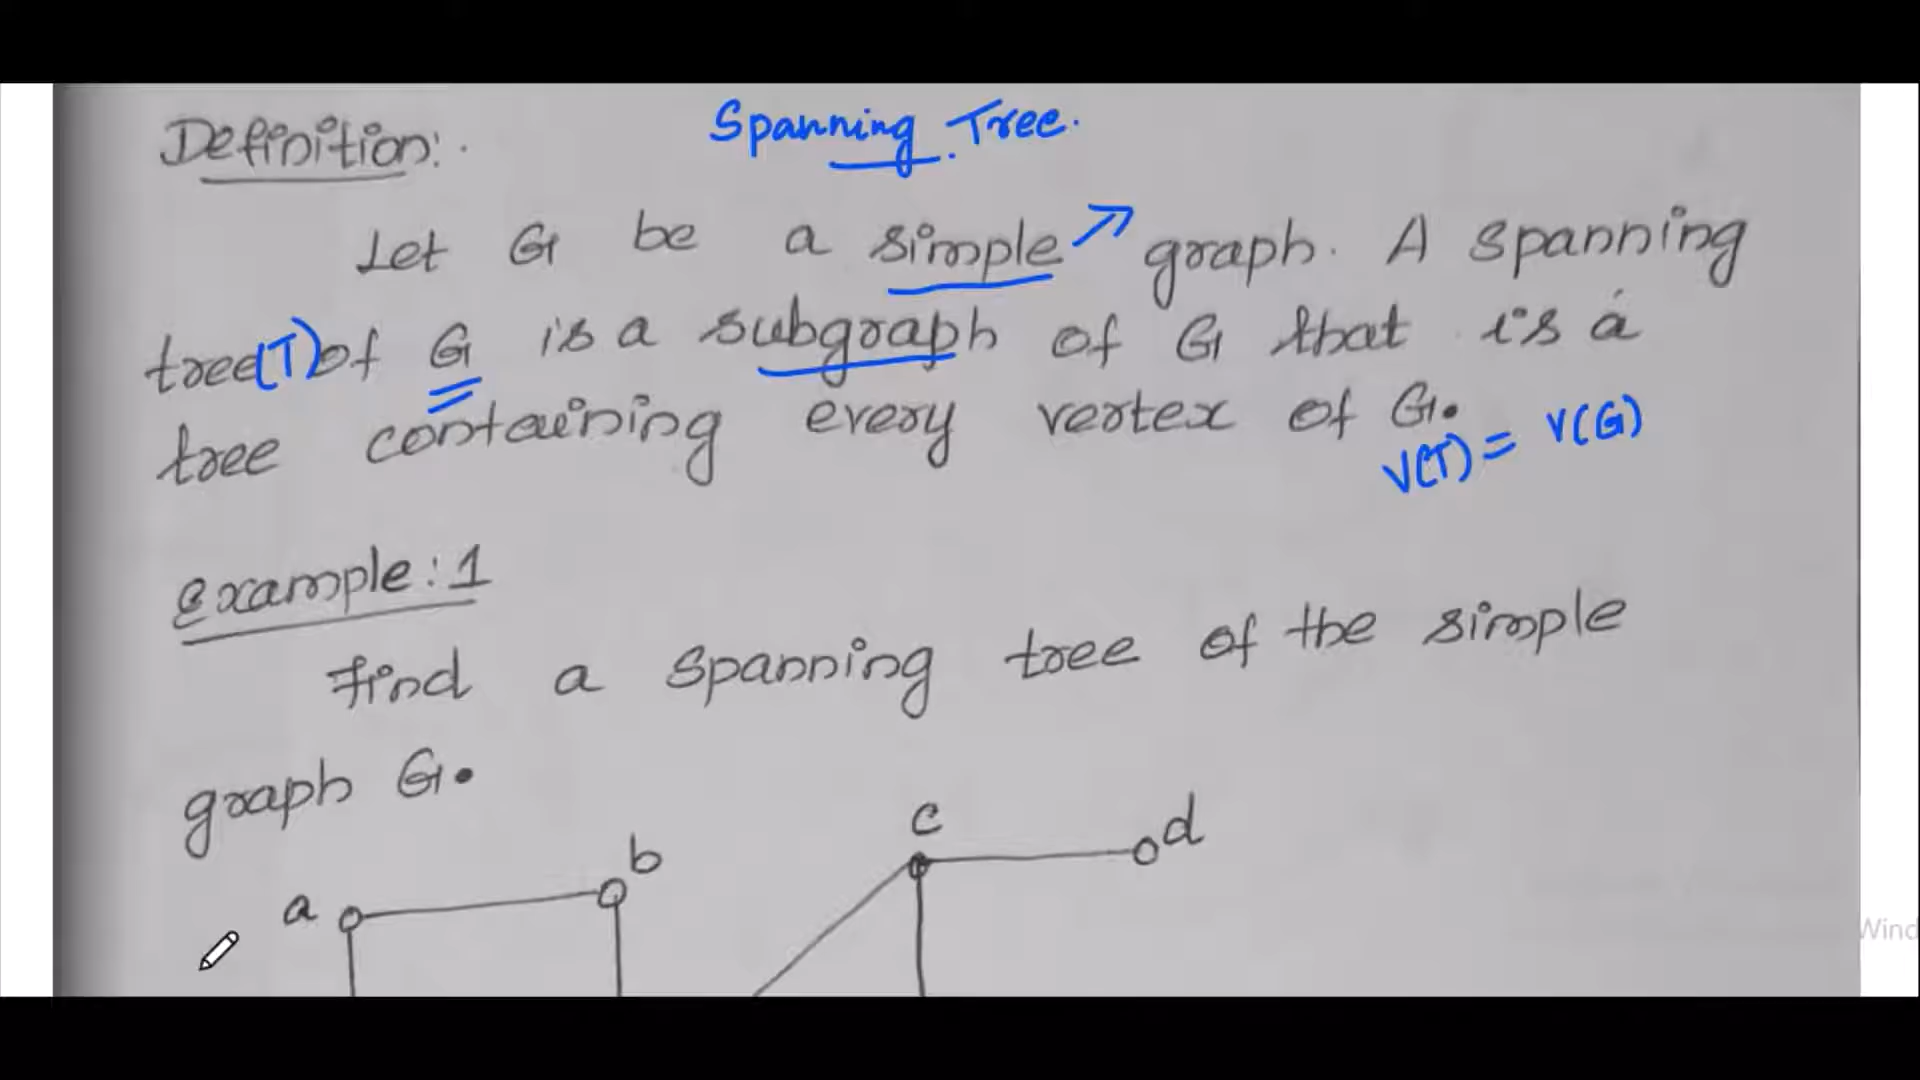 Definition:. Spanning Tree.
Let G be a simple graph. A spanning
tree(T) of G is a subgraph of G that is a
tree containing every vertex of G.
V(T) = V(G)
Example: 1
Find a spanning tree of the simple
graph G.
a b c d
Wind